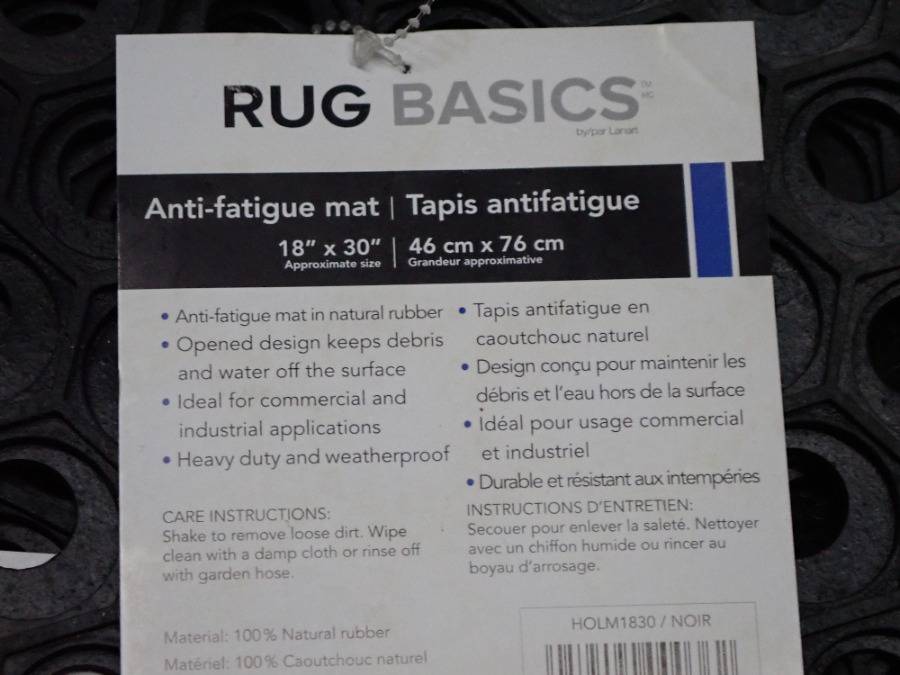 RUG BASICS TM MC
by/par Lanart
Anti-fatigue mat | Tapis antifatigue
18" x 30" | 46 cm x 76 cm
Approximate size Grandeur approximative
• Anti-fatigue mat in natural rubber
• Opened design keeps debris
and water off the surface
• Ideal for commercial and
industrial applications
• Heavy duty and weatherproof
• Tapis antifatigue en
caoutchouc naturel
• Design conçu pour maintenir les
débris et l'eau hors de la surface
• Idéal pour usage commercial
et industriel
• Durable et résistant aux intempéries
CARE INSTRUCTIONS:
Shake to remove loose dirt. Wipe
clean with a damp cloth or rinse off
with garden hose.
INSTRUCTIONS D'ENTRETIEN:
Secouer pour enlever la saleté. Nettoyer
avec un chiffon humide ou rincer au
boyau d'arrosage.
Material: 100% Natural rubber
Matériel: 100% Caoutchouc naturel
HOLM1830 / NOIR